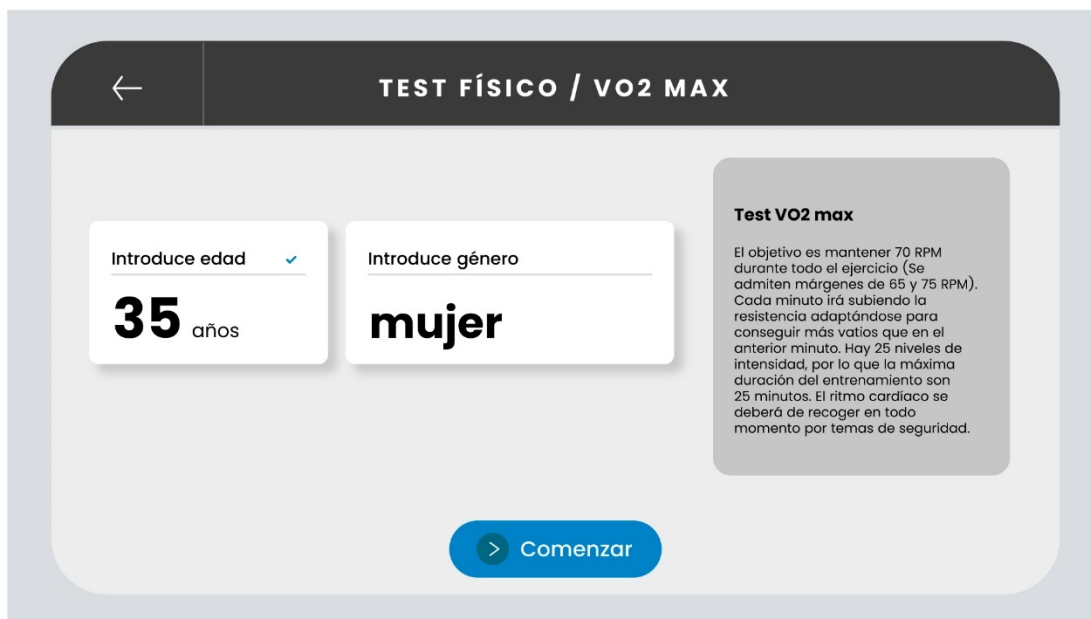 TEST FÍSICO / VO2 MAX
Introduce edad
35 años
Introduce género
mujer
Test VO2 max
El objetivo es mantener 70 RPM
durante todo el ejercicio (Se
admiten márgenes de 65 y 75 RPM).
Cada minuto irá subiendo la
resistencia adaptándose para
conseguir más vatios que en el
anterior minuto. Hay 25 niveles de
intensidad, por lo que la máxima
duración del entrenamiento son
25 minutos. El ritmo cardíaco se
deberá de recoger en todo
momento por temas de seguridad.
Comenzar